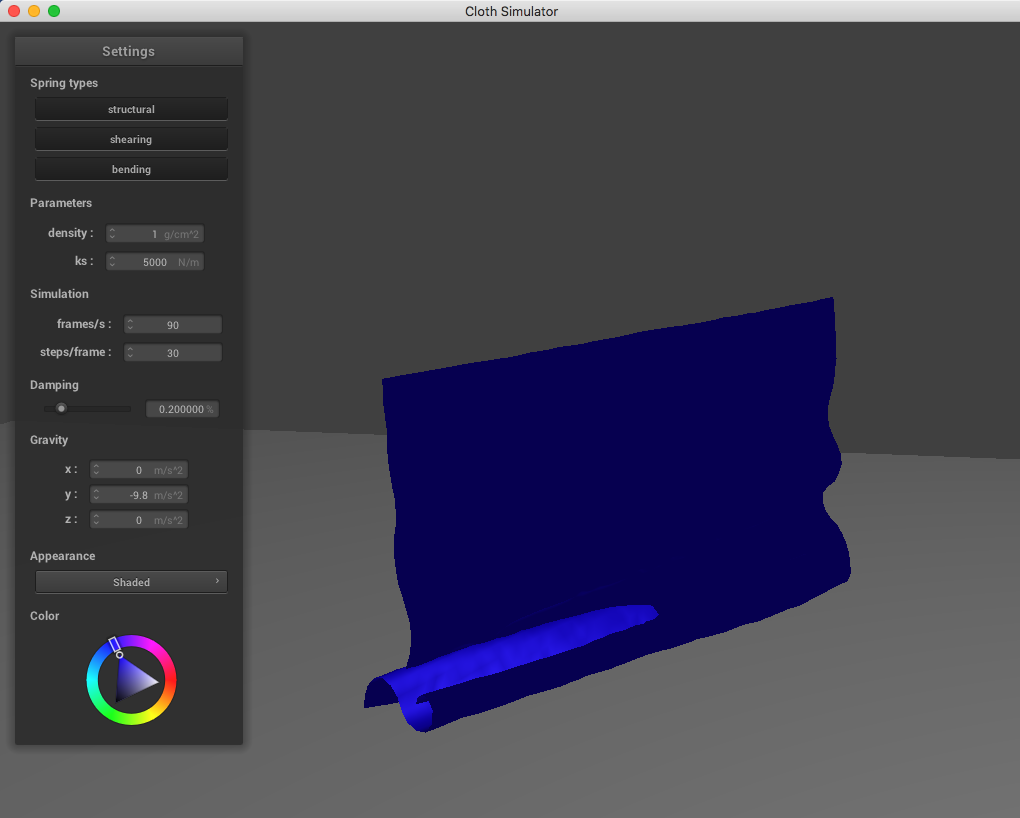 Cloth Simulator
Settings
Spring types
structural
shearing
bending
Parameters
density : 1 g/cm^2
ks : 5000 N/m
Simulation
frames/s : 90
steps/frame : 30
Damping
0.200000 %
Gravity
x : 0 m/s^2
y : -9.8 m/s^2
z : 0 m/s^2
Appearance
Shaded ›
Color